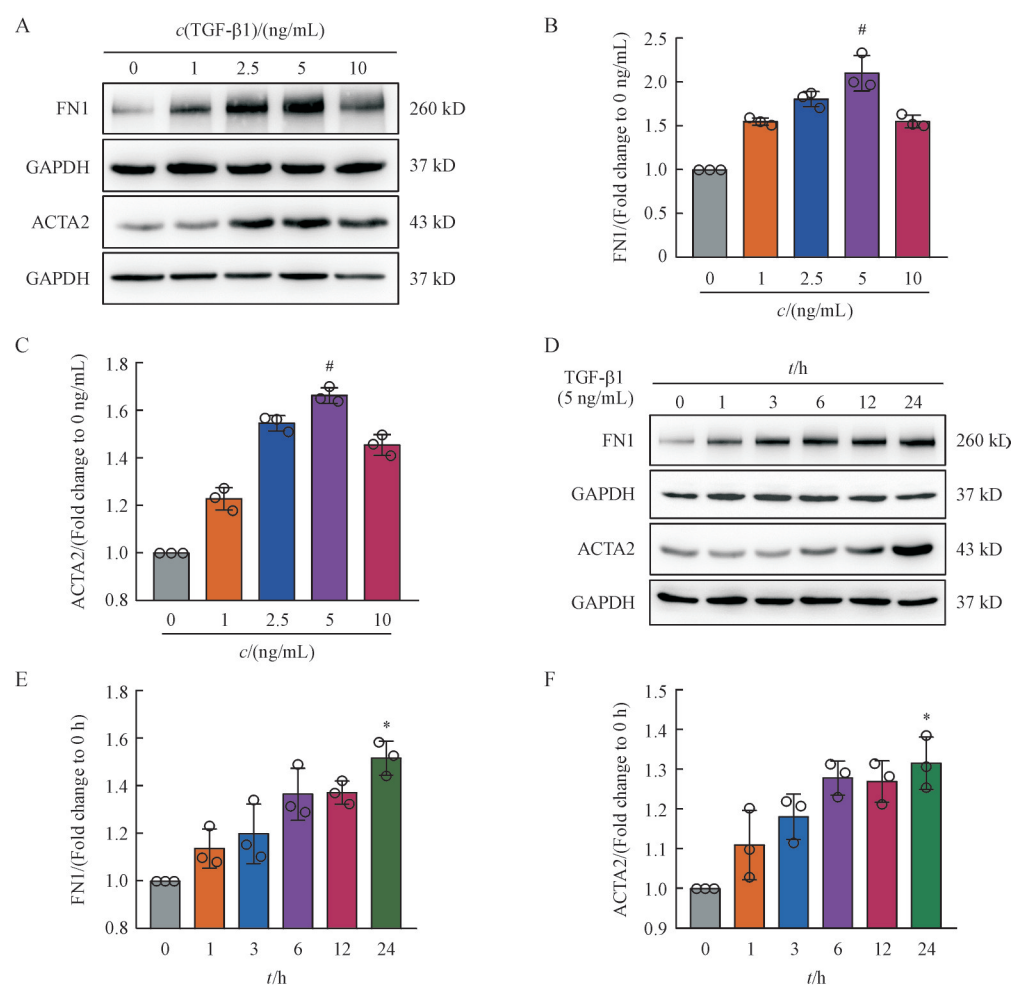 A
c(TGF-β1)/(ng/mL)
0 1 2.5 5 10
FN1 260 kD
GAPDH 37 kD
ACTA2 43 kD
GAPDH 37 kD
B
#
FN1/(Fold change to 0 ng/mL)
2.5
2.0
1.5
1.0
0.5
0
0 1 2.5 5 10
c/(ng/mL)
C
#
ACTA2/(Fold change to 0 ng/mL)
1.8
1.6
1.4
1.2
1.0
0.8
0 1 2.5 5 10
c/(ng/mL)
D
TGF-β1
(5 ng/mL)
t/h
0 1 3 6 12 24
FN1 260 kD
GAPDH 37 kD
ACTA2 43 kD
GAPDH 37 kD
E
*
FN1/(Fold change to 0 h)
1.8
1.6
1.4
1.2
1.0
0.8
0 1 3 6 12 24
t/h
F
*
ACTA2/(Fold change to 0 h)
1.5
1.4
1.3
1.2
1.1
1.0
0.9
0 1 3 6 12 24
t/h